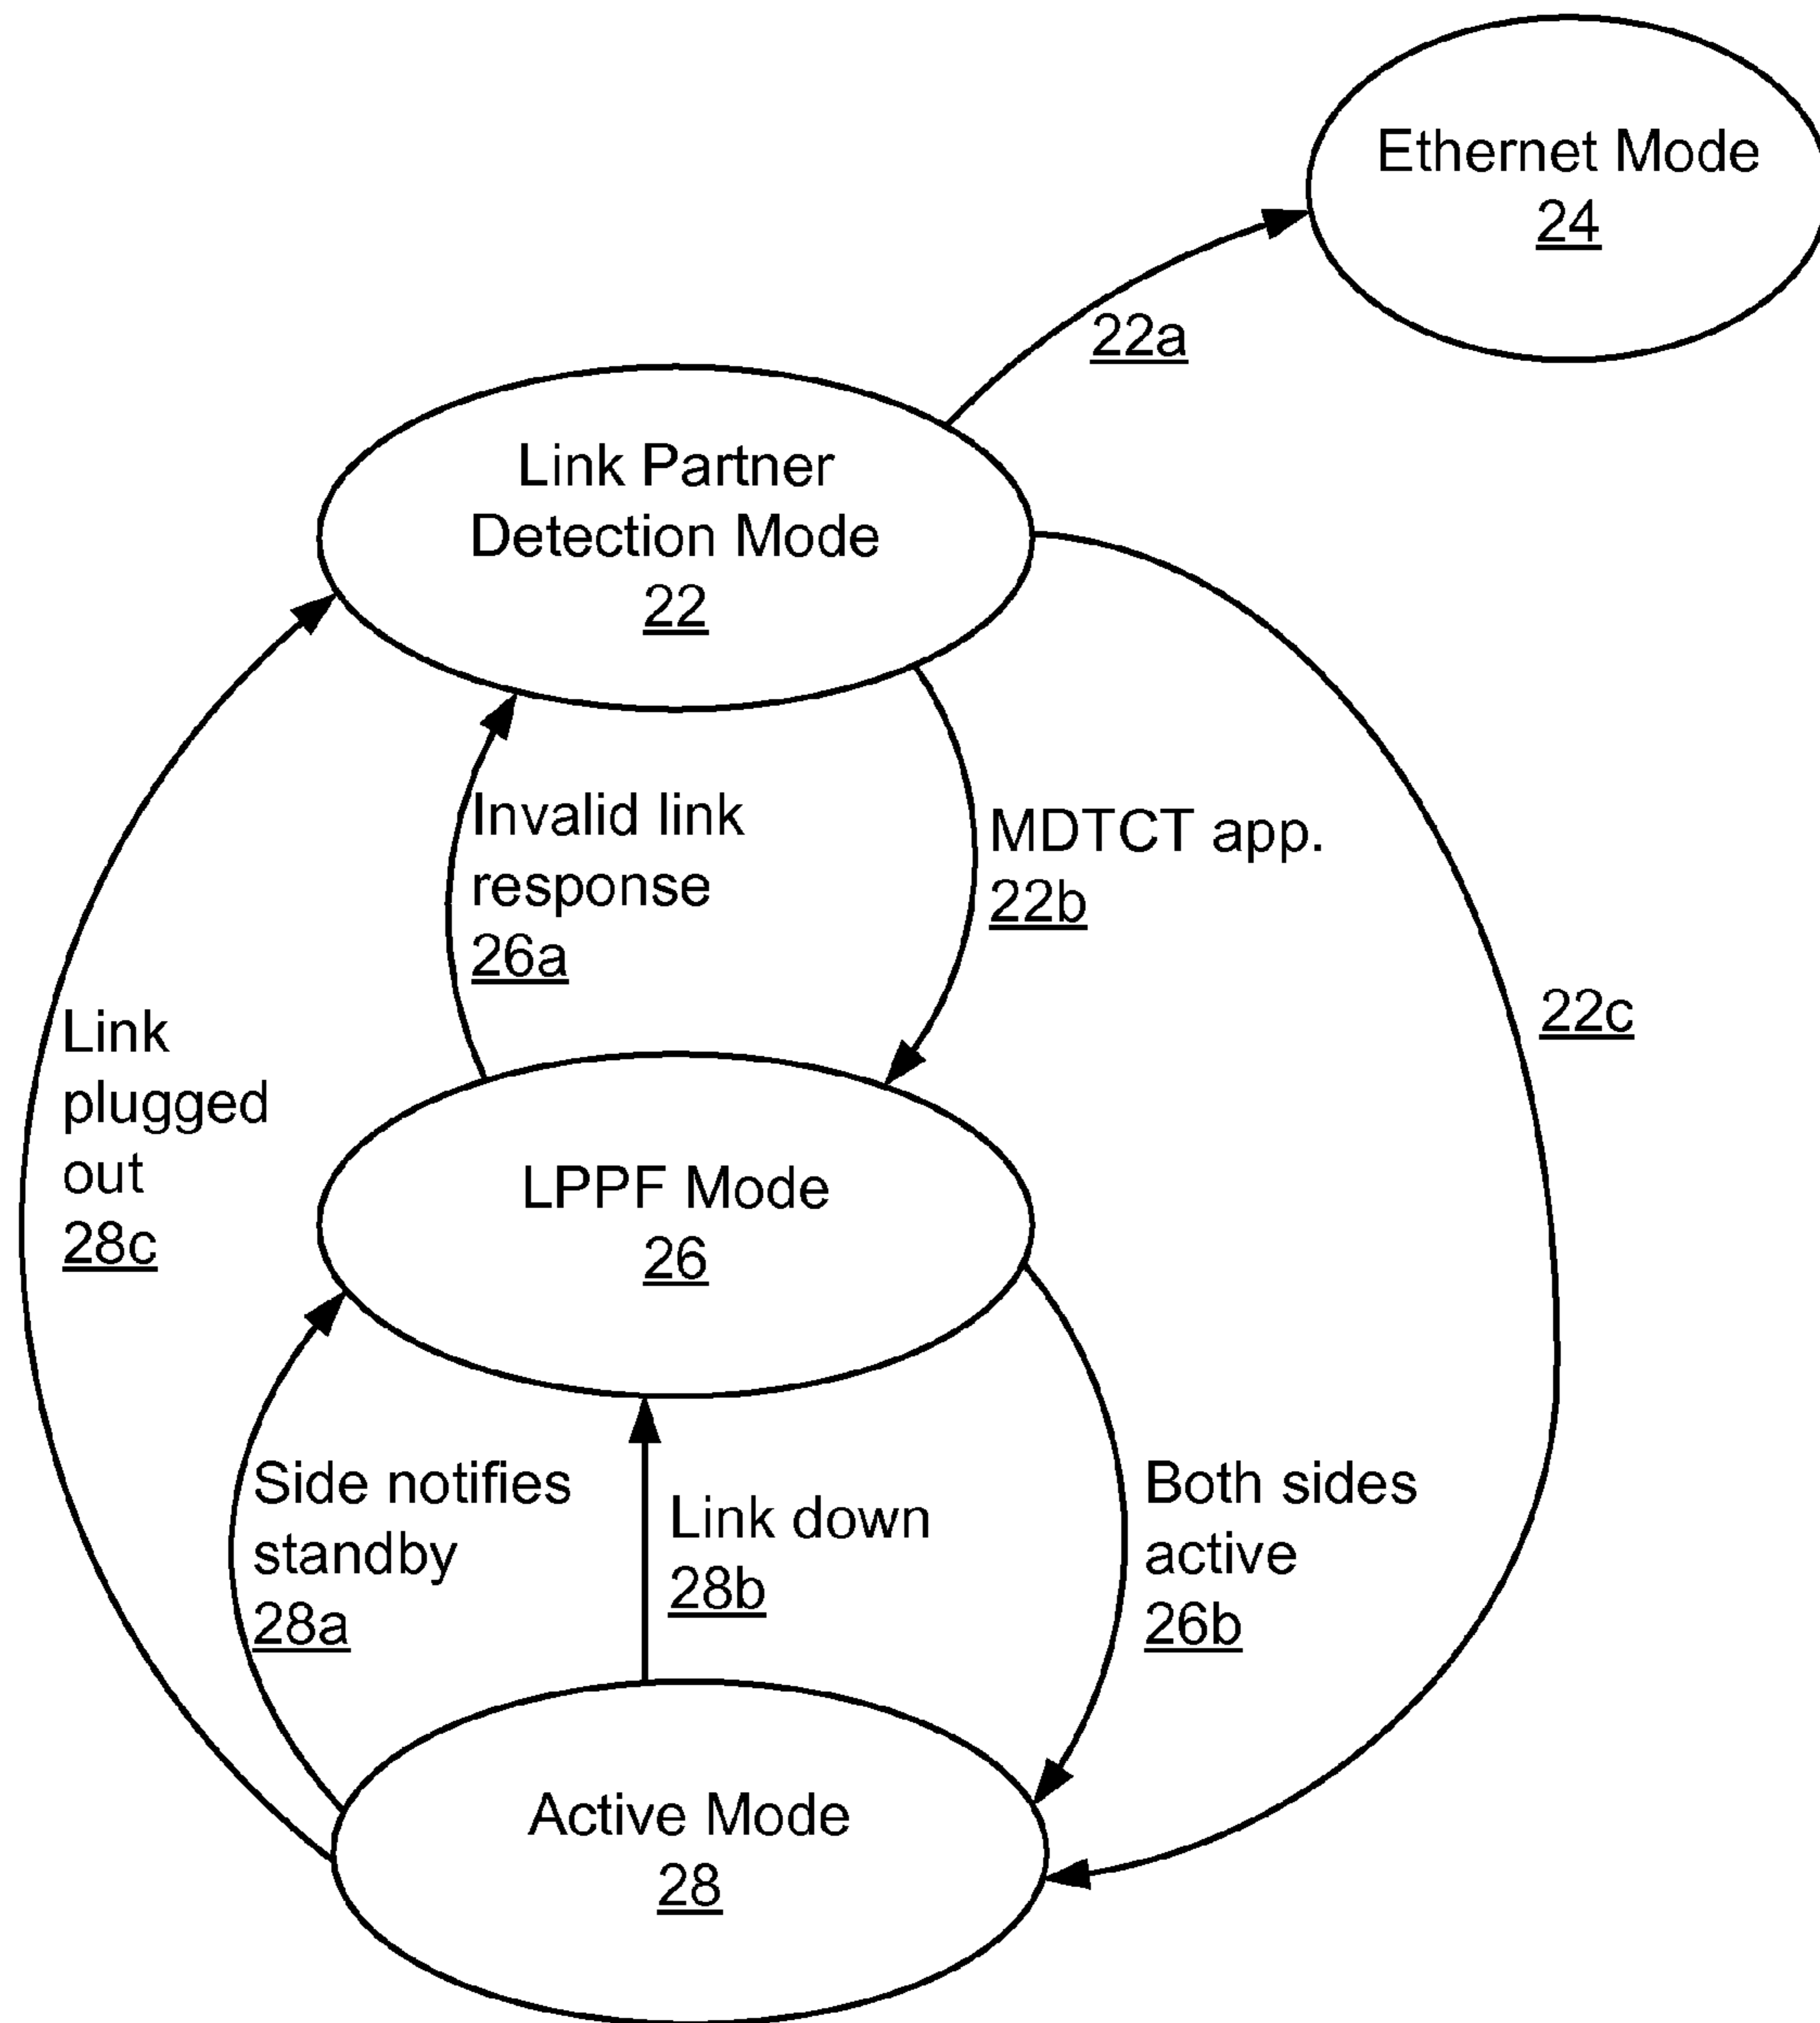 Ethernet Mode
24
22a
Link Partner
Detection Mode
22
Invalid link
response
26a
MDTCT app.
22b
22c
Link
plugged
out
28c
LPPF Mode
26
Side notifies
standby
28a
Link down
28b
Both sides
active
26b
Active Mode
28